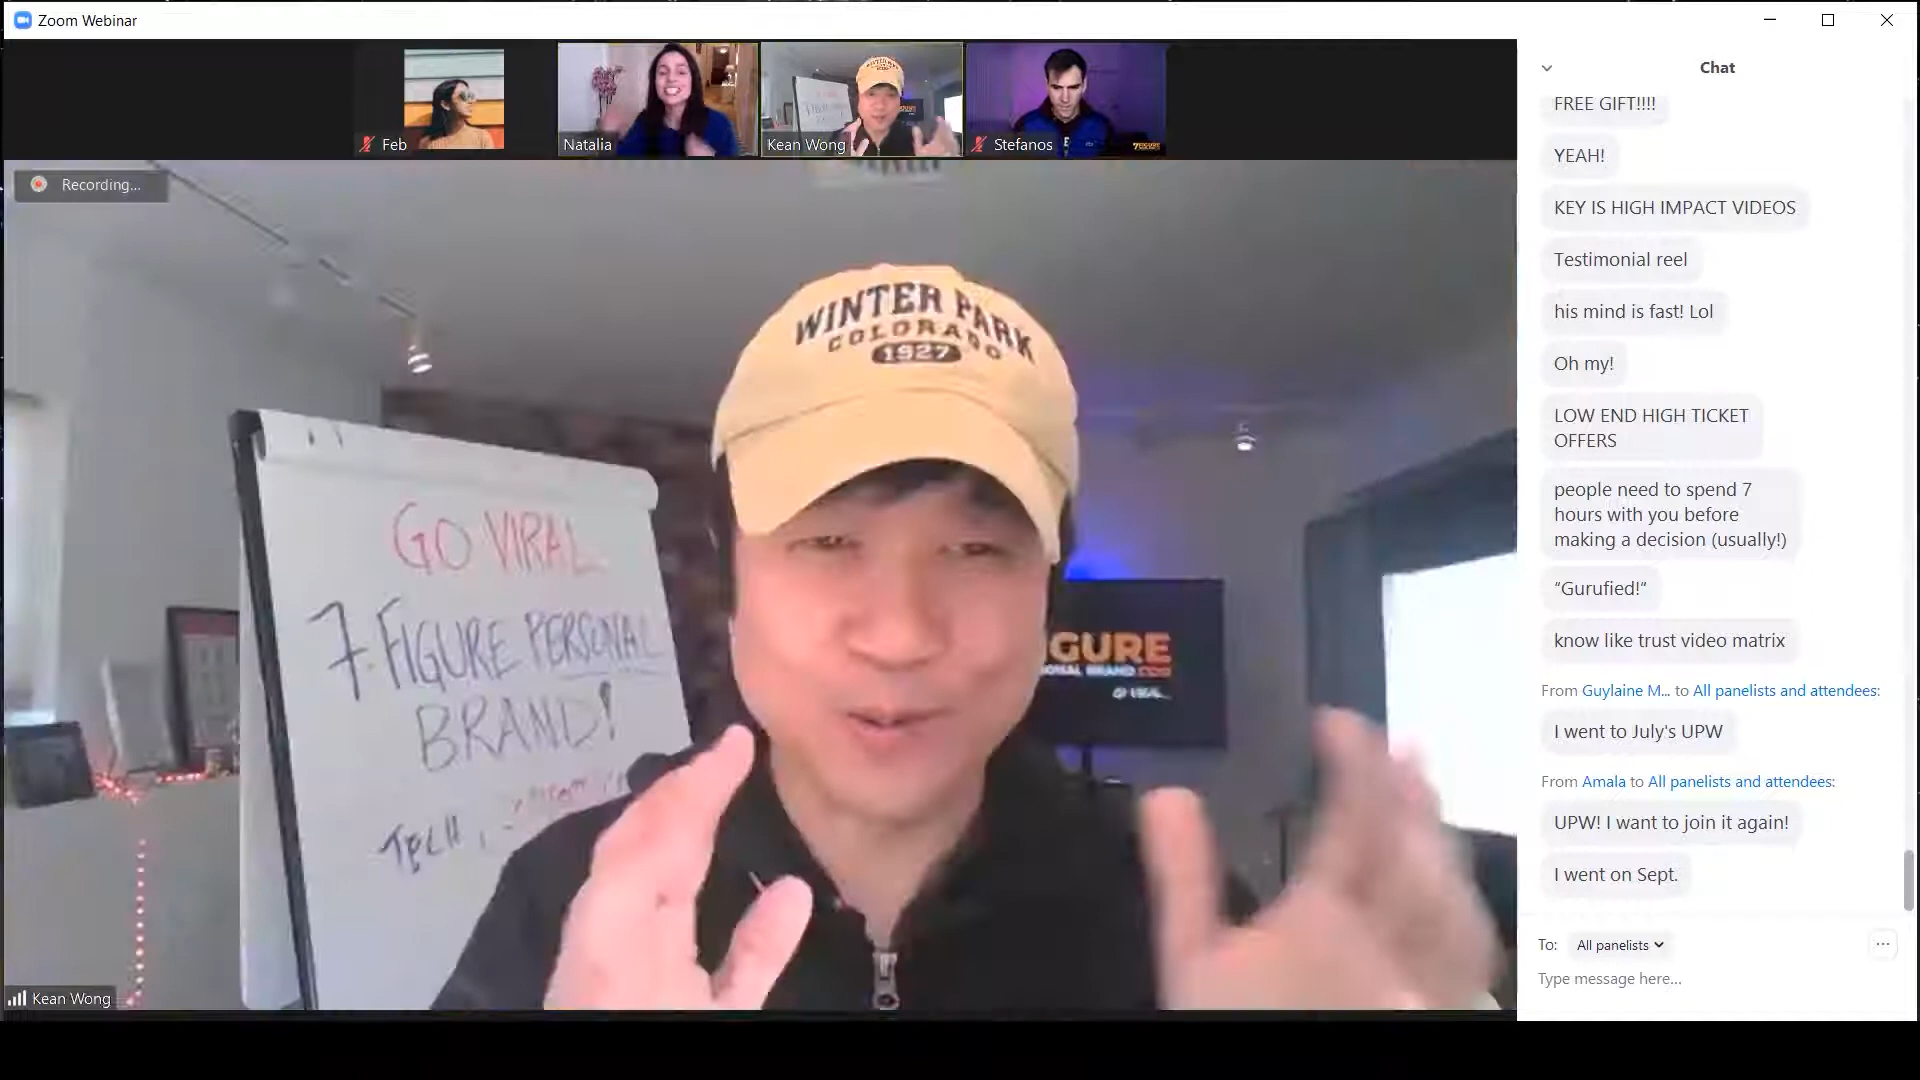 Zoom Webinar
Feb
Natalia
Kean Wong
Stefanos
Recording...
WINTER PARK
COLORADO
1927
GO VIRAL
7-FIGURE PERSONAL
BRAND!
TECH,
IGURE
ONAL BRAND
Kean Wong
Chat
FREE GIFT!!!!
YEAH!
KEY IS HIGH IMPACT VIDEOS
Testimonial reel
his mind is fast! Lol
Oh my!
LOW END HIGH TICKET
OFFERS
people need to spend 7
hours with you before
making a decision (usually!)
“Gurufied!”
know like trust video matrix
From Guylaine M... to All panelists and attendees:
I went to July's UPW
From Amala to All panelists and attendees:
UPW! I want to join it again!
I went on Sept.
To: All panelists
Type message here...